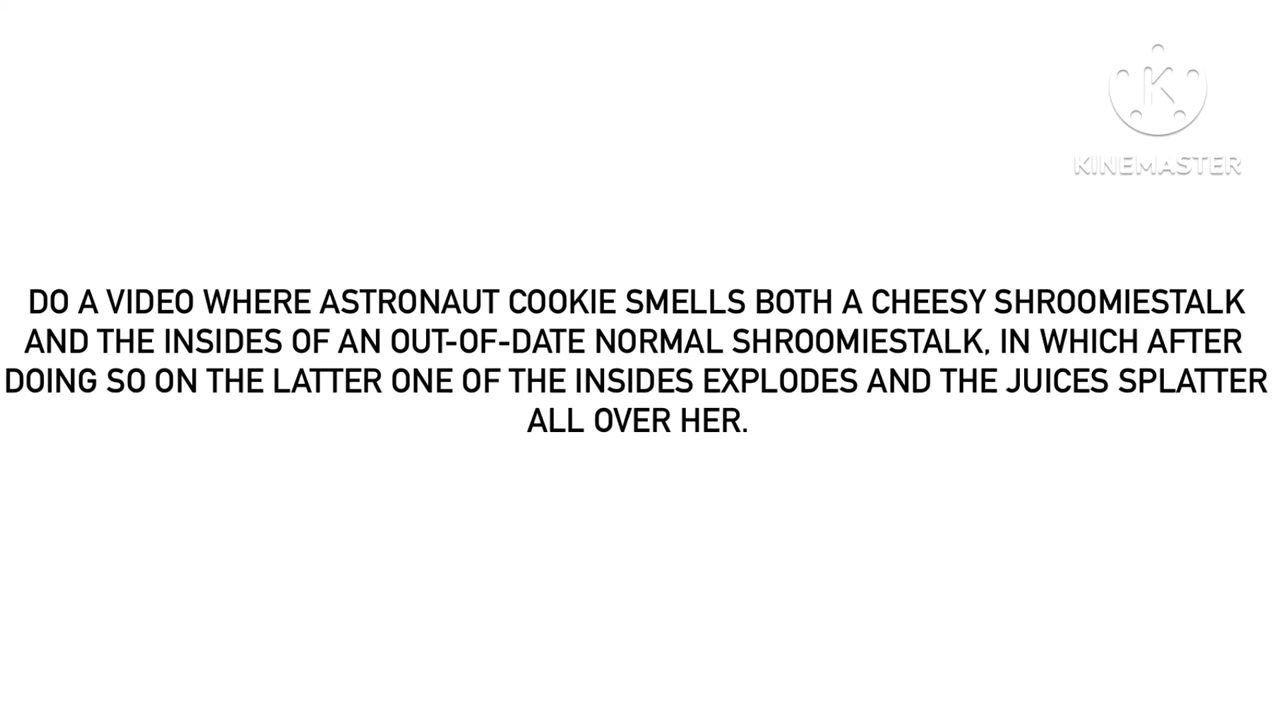 KINEMASTER
DO A VIDEO WHERE ASTRONAUT COOKIE SMELLS BOTH A CHEESY SHROOMIESTALK
AND THE INSIDES OF AN OUT-OF-DATE NORMAL SHROOMIESTALK, IN WHICH AFTER
DOING SO ON THE LATTER ONE OF THE INSIDES EXPLODES AND THE JUICES SPLATTER
ALL OVER HER.